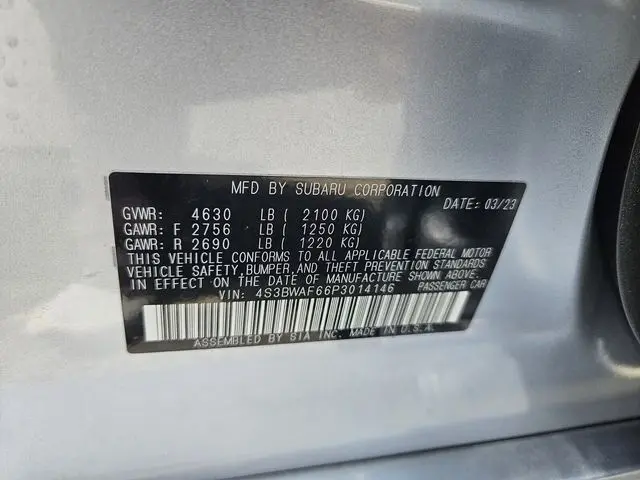 MFD BY SUBARU CORPORATION
DATE: 03/23
GVWR: 4630 LB ( 2100 KG)
GAWR: F 2756 LB ( 1250 KG)
GAWR: R 2690 LB ( 1220 KG)
THIS VEHICLE CONFORMS TO ALL APPLICABLE FEDERAL MOTOR
VEHICLE SAFETY, BUMPER, AND THEFT PREVENTION STANDARDS
IN EFFECT ON THE DATE OF MANUFACTURE SHOWN ABOVE.
VIN: 4S3BWAF66P3014146 PASSENGER CAR
ASSEMBLED BY SIA INC. MADE IN U.S.A.